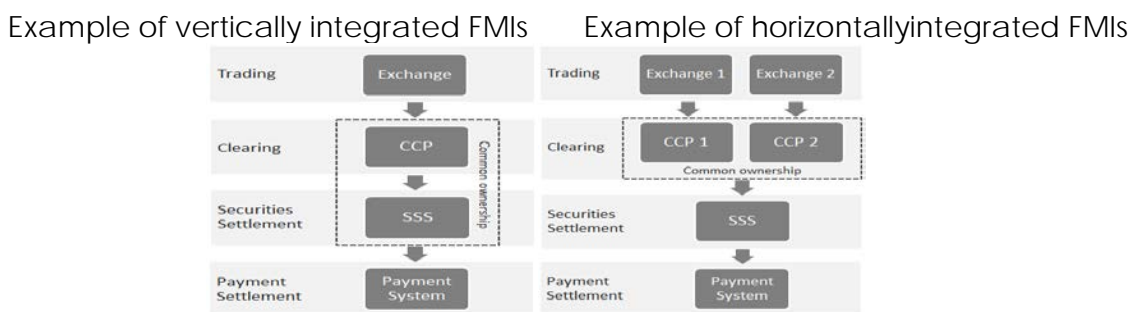 Example of vertically integrated FMIs
Example of horizontallyintegrated FMIs
Trading
Exchange
Clearing
CCP
Common ownership
Securities
Settlement
SSS
Payment
Settlement
Payment
System
Trading
Exchange 1
Exchange 2
Clearing
CCP 1
CCP 2
Common ownership
Securities
Settlement
SSS
Payment
Settlement
Payment
System